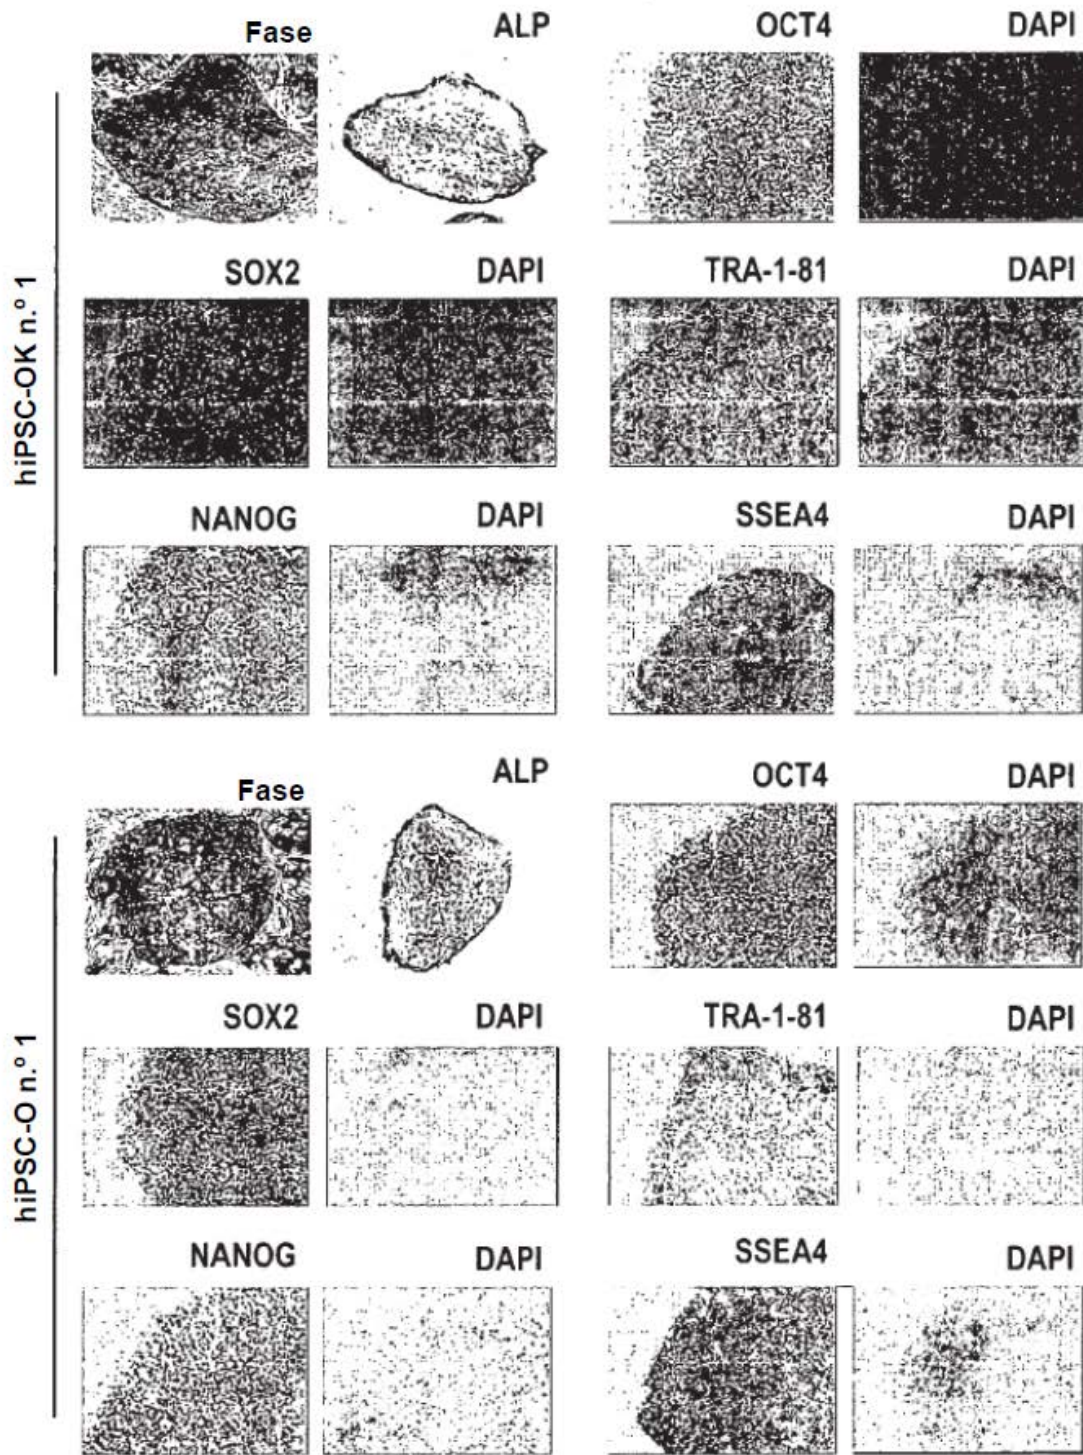 Fase ALP OCT4 DAPI
hiPSC-OK n.º 1
SOX2 DAPI TRA-1-81 DAPI
NANOG DAPI SSEA4 DAPI
Fase ALP OCT4 DAPI
hiPSC-O n.º 1
SOX2 DAPI TRA-1-81 DAPI
NANOG DAPI SSEA4 DAPI